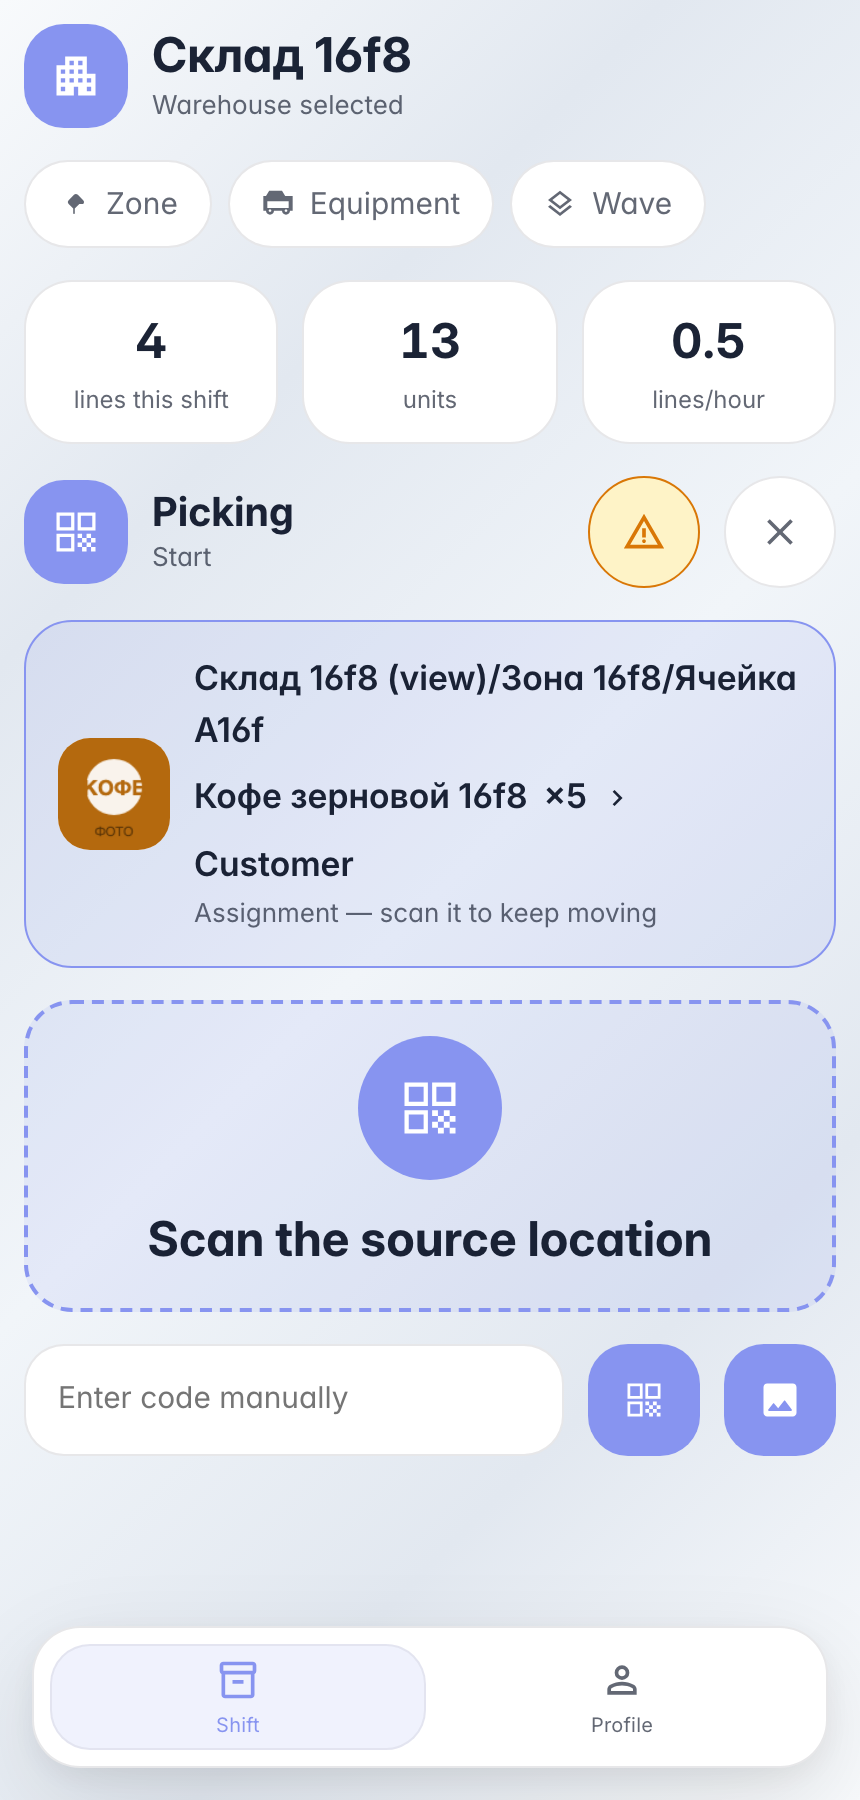 Склад 16f8
Warehouse selected
Zone
Equipment
Wave
4
lines this shift
13
units
0.5
lines/hour
Picking
Start
Склад 16f8 (view)/Зона 16f8/Ячейка
A16f
КОФЕ
ФОТО
Кофе зерновой 16f8 ×5
Customer
Assignment — scan it to keep moving
Scan the source location
Enter code manually
Shift
Profile